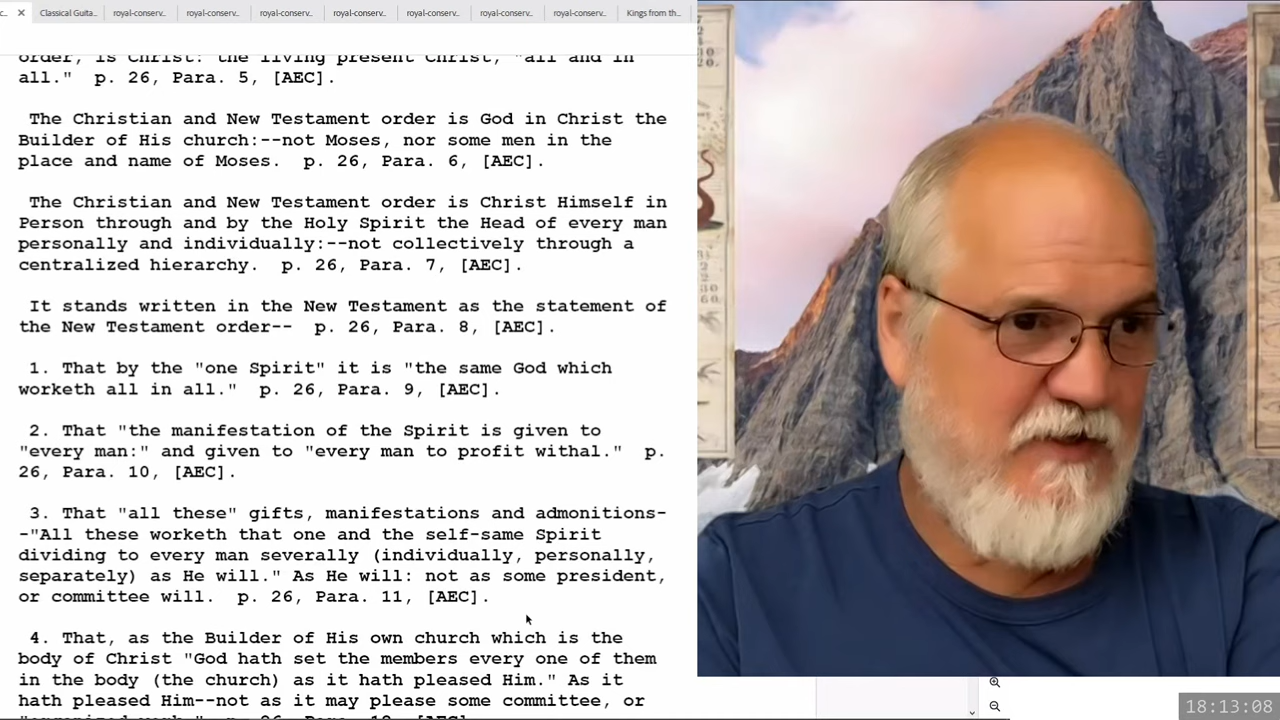 c...
Classical Guita...
royal-conserv...
royal-conserv...
royal-conserv...
royal-conserv...
royal-conserv...
royal-conserv...
royal-conserv...
Kings from th...
order, is Christ: the living present Christ, "all and in
all."  p. 26, Para. 5, [AEC].
The Christian and New Testament order is God in Christ the
Builder of His church:--not Moses, nor some men in the
place and name of Moses.  p. 26, Para. 6, [AEC].
The Christian and New Testament order is Christ Himself in
Person through and by the Holy Spirit the Head of every man
personally and individually:--not collectively through a
centralized hierarchy.  p. 26, Para. 7, [AEC].
It stands written in the New Testament as the statement of
the New Testament order--  p. 26, Para. 8, [AEC].
1. That by the "one Spirit" it is "the same God which
worketh all in all."  p. 26, Para. 9, [AEC].
2. That "the manifestation of the Spirit is given to
"every man:" and given to "every man to profit withal."  p.
26, Para. 10, [AEC].
3. That "all these" gifts, manifestations and admonitions-
-"All these worketh that one and the self-same Spirit
dividing to every man severally (individually, personally,
separately) as He will." As He will: not as some president,
or committee will.  p. 26, Para. 11, [AEC].
4. That, as the Builder of His own church which is the
body of Christ "God hath set the members every one of them
in the body (the church) as it hath pleased Him." As it
hath pleased Him--not as it may please some committee, or
18:13:08